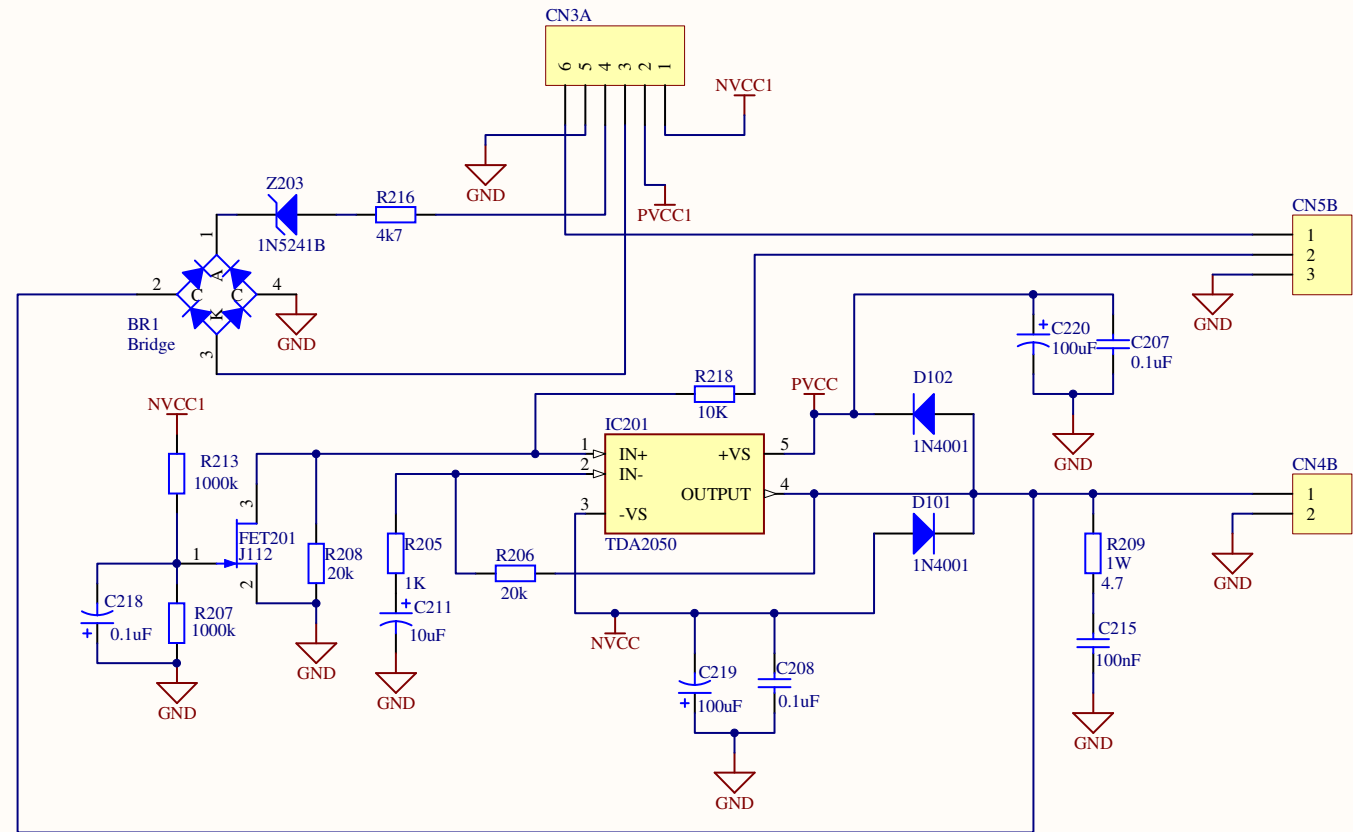 CN3A
6 5 4 3 2 1
NVCC1
GND
PVCC1
Z203
1N5241B
R216
4k7
CN5B
1
2
3
GND
1
2
4
3
A
C C
K
BR1
Bridge
GND
C220
+
100uF
C207
0.1uF
GND
R218
10K
PVCC
D102
1N4001
NVCC1
R213
1000k
IC201
1 IN+
2 IN-
3 -VS
+VS 5
OUTPUT 4
TDA2050
D101
1N4001
CN4B
1
2
GND
3
FET201
J112
1
2
R208
20k
GND
R205
1K
R206
20k
R209
1W
4.7
C218
+
0.1uF
R207
1000k
GND
+
C211
10uF
GND
NVCC
C219
+
100uF
C208
0.1uF
GND
C215
100nF
GND